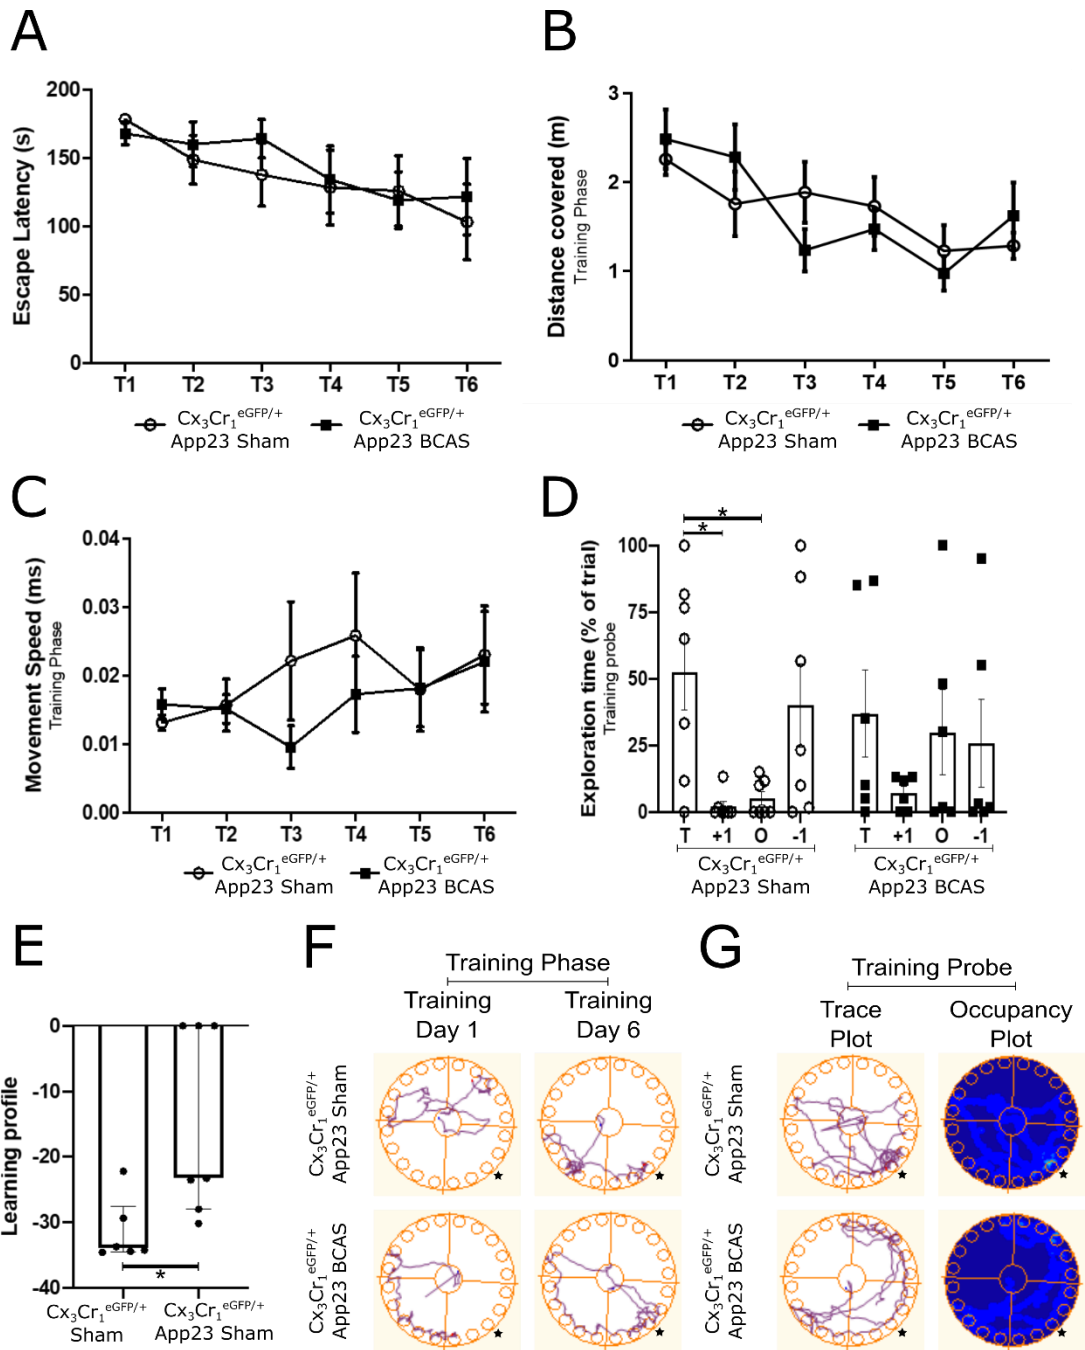 A
Escape Latency (s)
200
150
100
50
0
T1 T2 T3 T4 T5 T6
Cx3Cr1eGFP/+ App23 Sham
Cx3Cr1eGFP/+ App23 BCAS
B
Distance covered (m)
Training Phase
3
2
1
0
T1 T2 T3 T4 T5 T6
Cx3Cr1eGFP/+ App23 Sham
Cx3Cr1eGFP/+ App23 BCAS
C
Movement Speed (ms)
Training Phase
0.04
0.03
0.02
0.01
0.00
T1 T2 T3 T4 T5 T6
Cx3Cr1eGFP/+ App23 Sham
Cx3Cr1eGFP/+ App23 BCAS
D
Exploration time (% of trial)
Training probe
* *
100
75
50
25
0
T +1 O -1 T +1 O -1
Cx3Cr1eGFP/+ App23 Sham
Cx3Cr1eGFP/+ App23 BCAS
E
Learning profile
0
-10
-20
-30
-40
*
Cx3Cr1eGFP/+ Sham
Cx3Cr1eGFP/+ App23 Sham
F
Training Phase
Training Day 1
Training Day 6
Cx3Cr1eGFP/+ App23 Sham
Cx3Cr1eGFP/+ App23 BCAS
G
Training Probe
Trace Plot
Occupancy Plot
Cx3Cr1eGFP/+ App23 Sham
Cx3Cr1eGFP/+ App23 BCAS